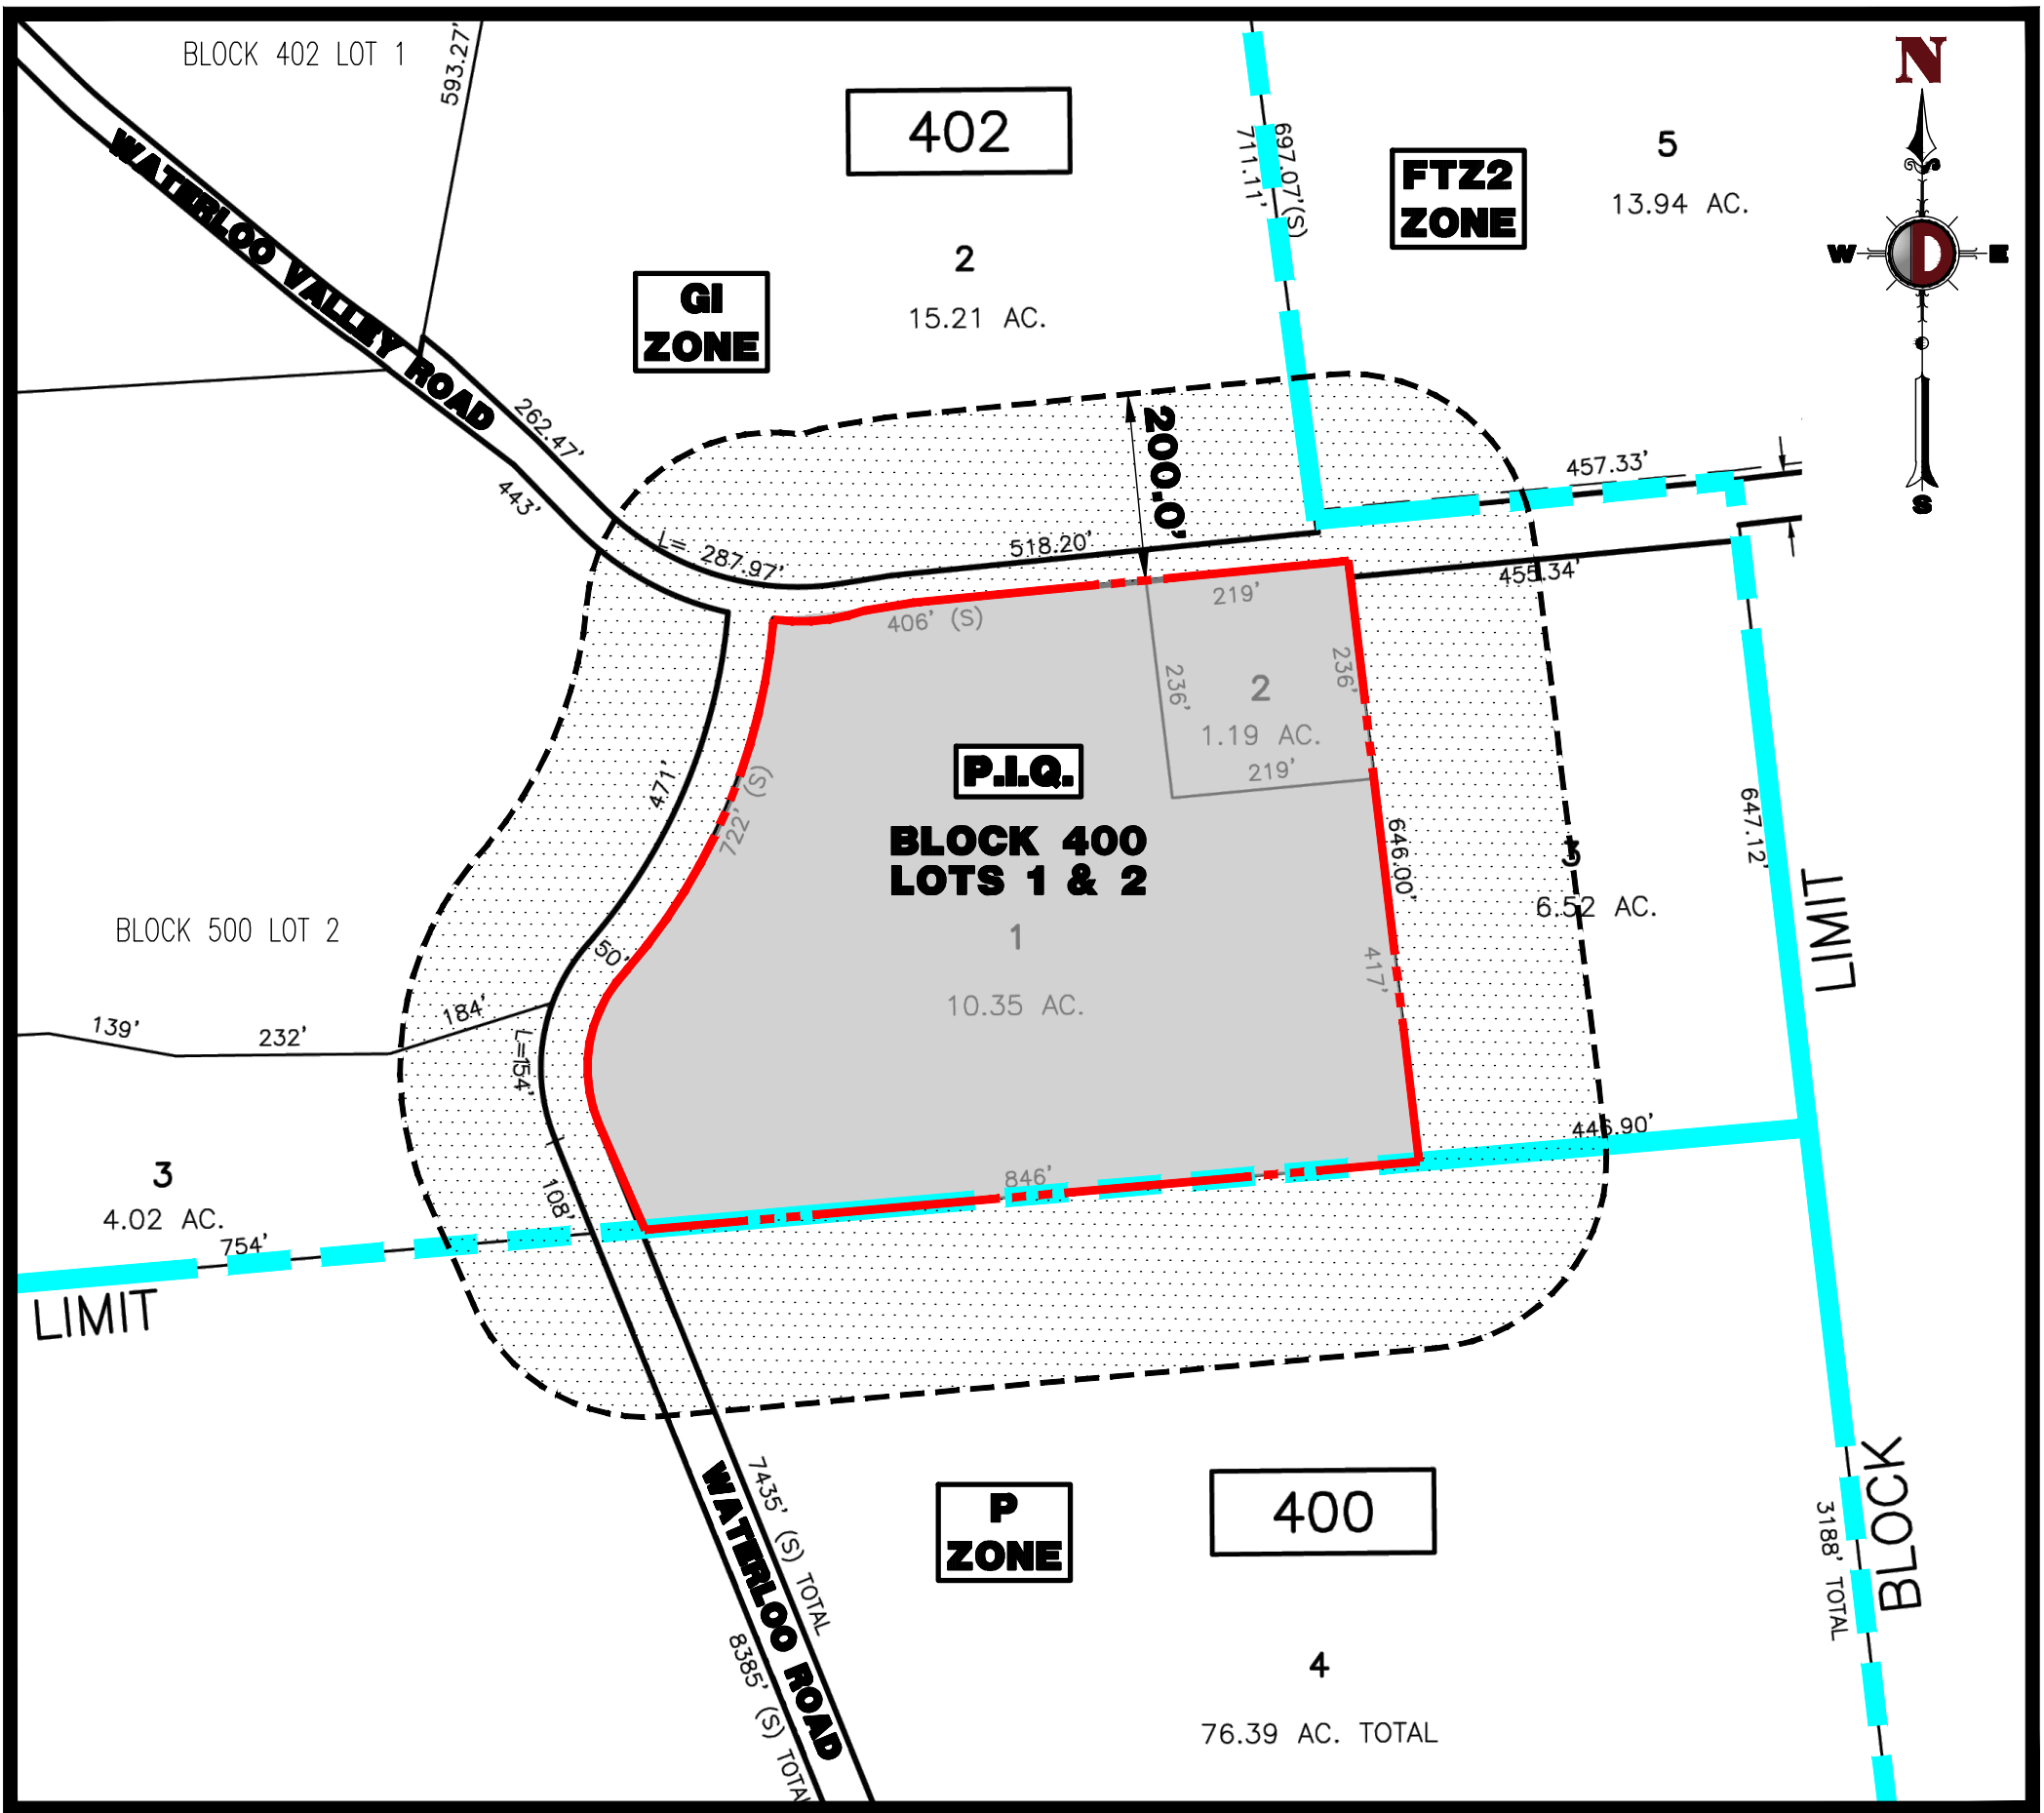 BLOCK 402 LOT 1
593.27'
402
N
697.07'(S)
711.11'
FTZ2
ZONE
5
13.94 AC.
WATERLOO VALLEY ROAD
2
15.21 AC.
GI
ZONE
W
D
E
S
262.47'
443'
200.0'
457.33'
L= 287.97'
518.20'
455.34'
406' (S)
219'
236'
236'
2
1.19 AC.
219'
471'
722' (S)
P.I.Q.
BLOCK 400
LOTS 1 & 2
646.00'
647.12'
3
6.52 AC.
LIMIT
BLOCK 500 LOT 2
50'
1
10.35 AC.
417'
139'
232'
184'
L=154'
446.90'
3
4.02 AC.
108'
846'
754'
LIMIT
7435' (S) TOTAL
WATERLOO ROAD
8385' (S) TOTAL
P
ZONE
400
3188' TOTAL
BLOCK
4
76.39 AC. TOTAL